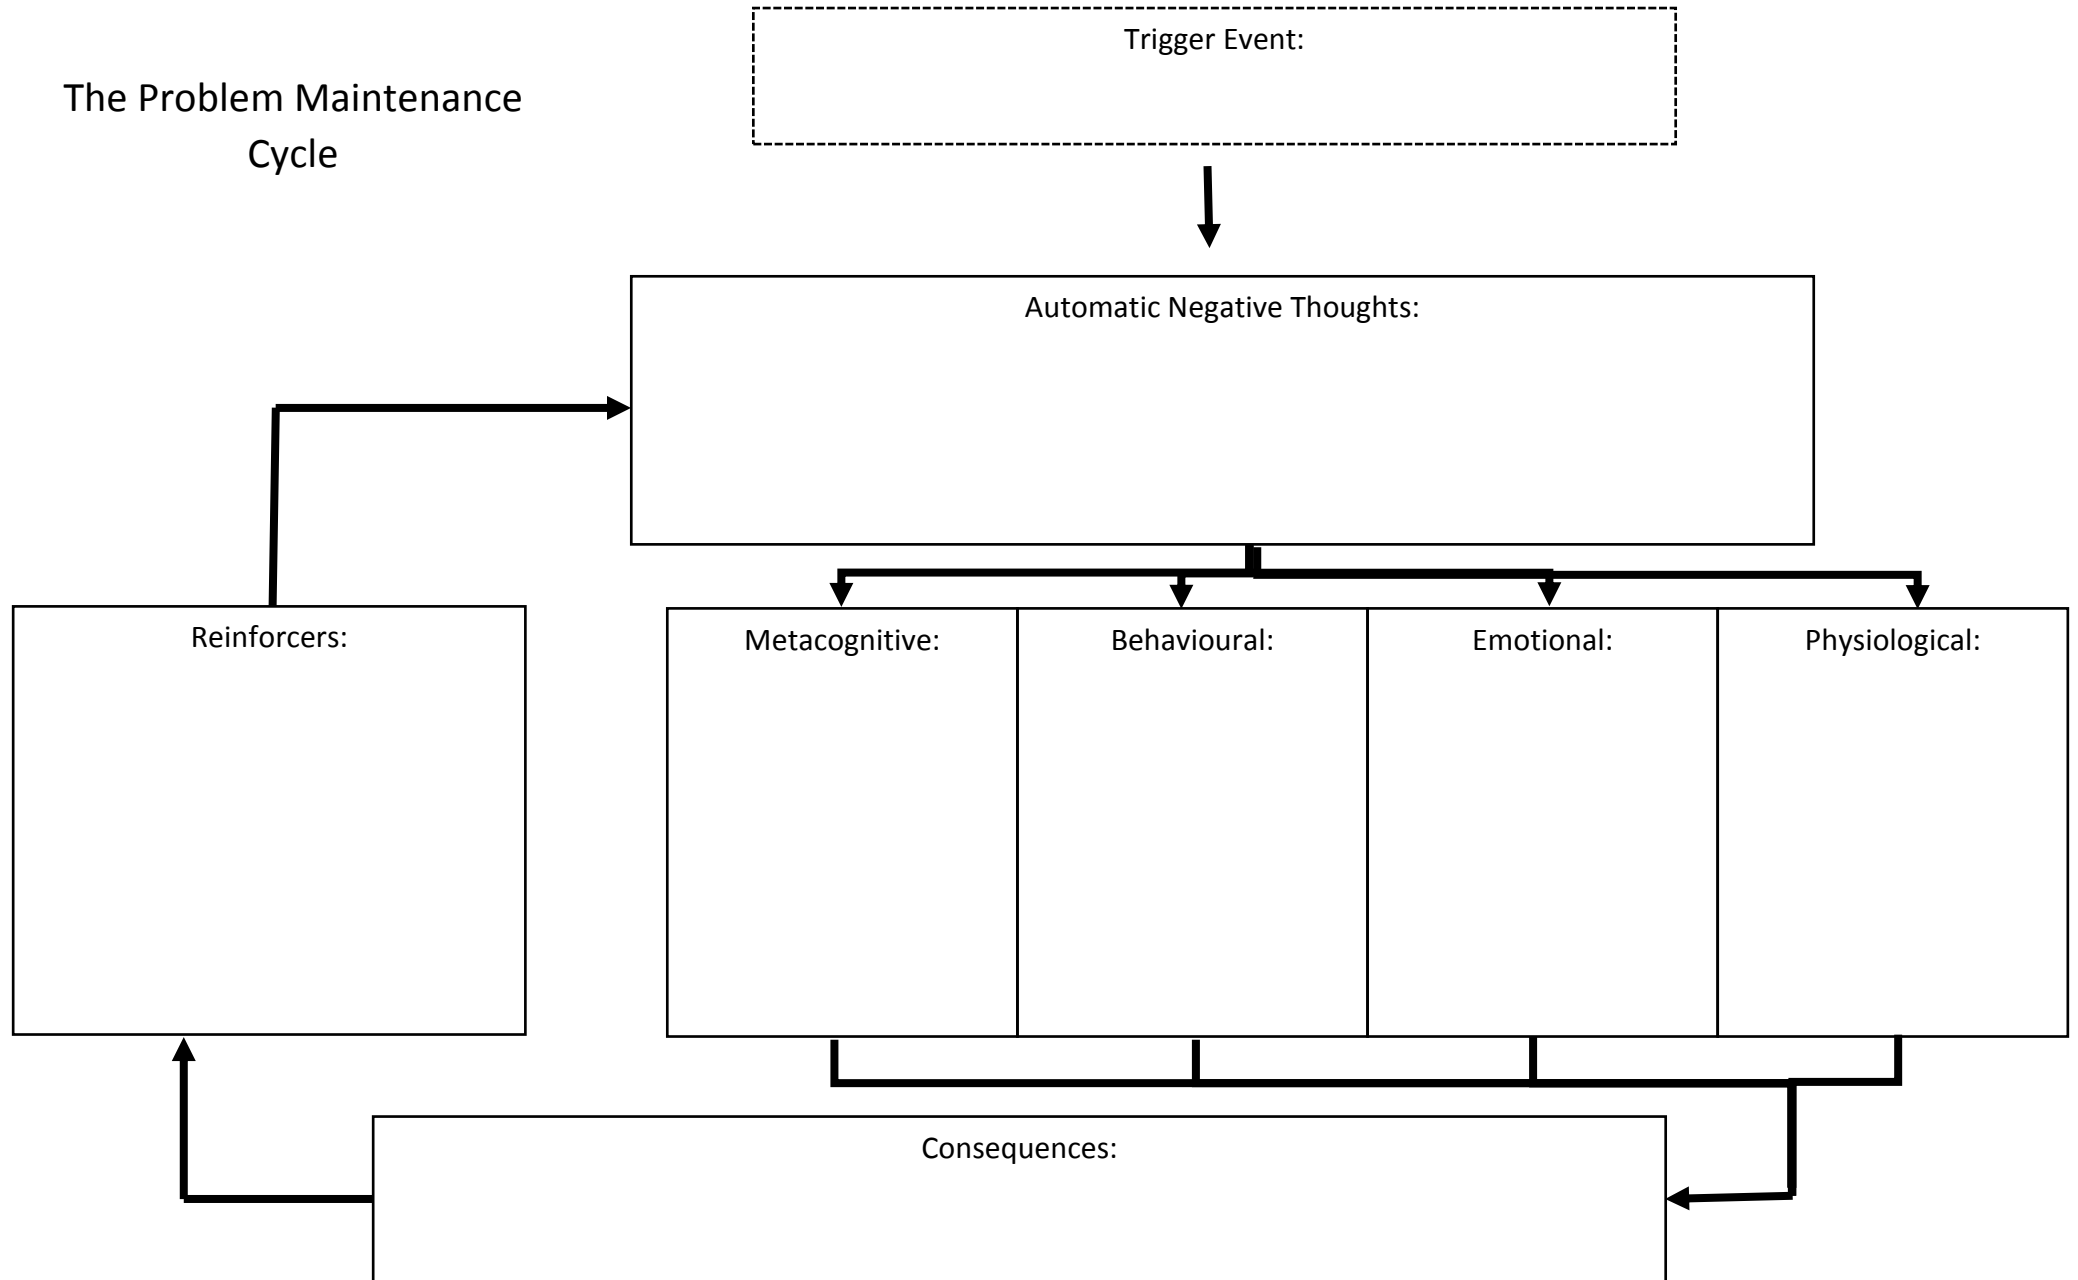 The Problem Maintenance
Cycle
Trigger Event:
Automatic Negative Thoughts:
Reinforcers:
Metacognitive:
Behavioural:
Emotional:
Physiological:
Consequences: